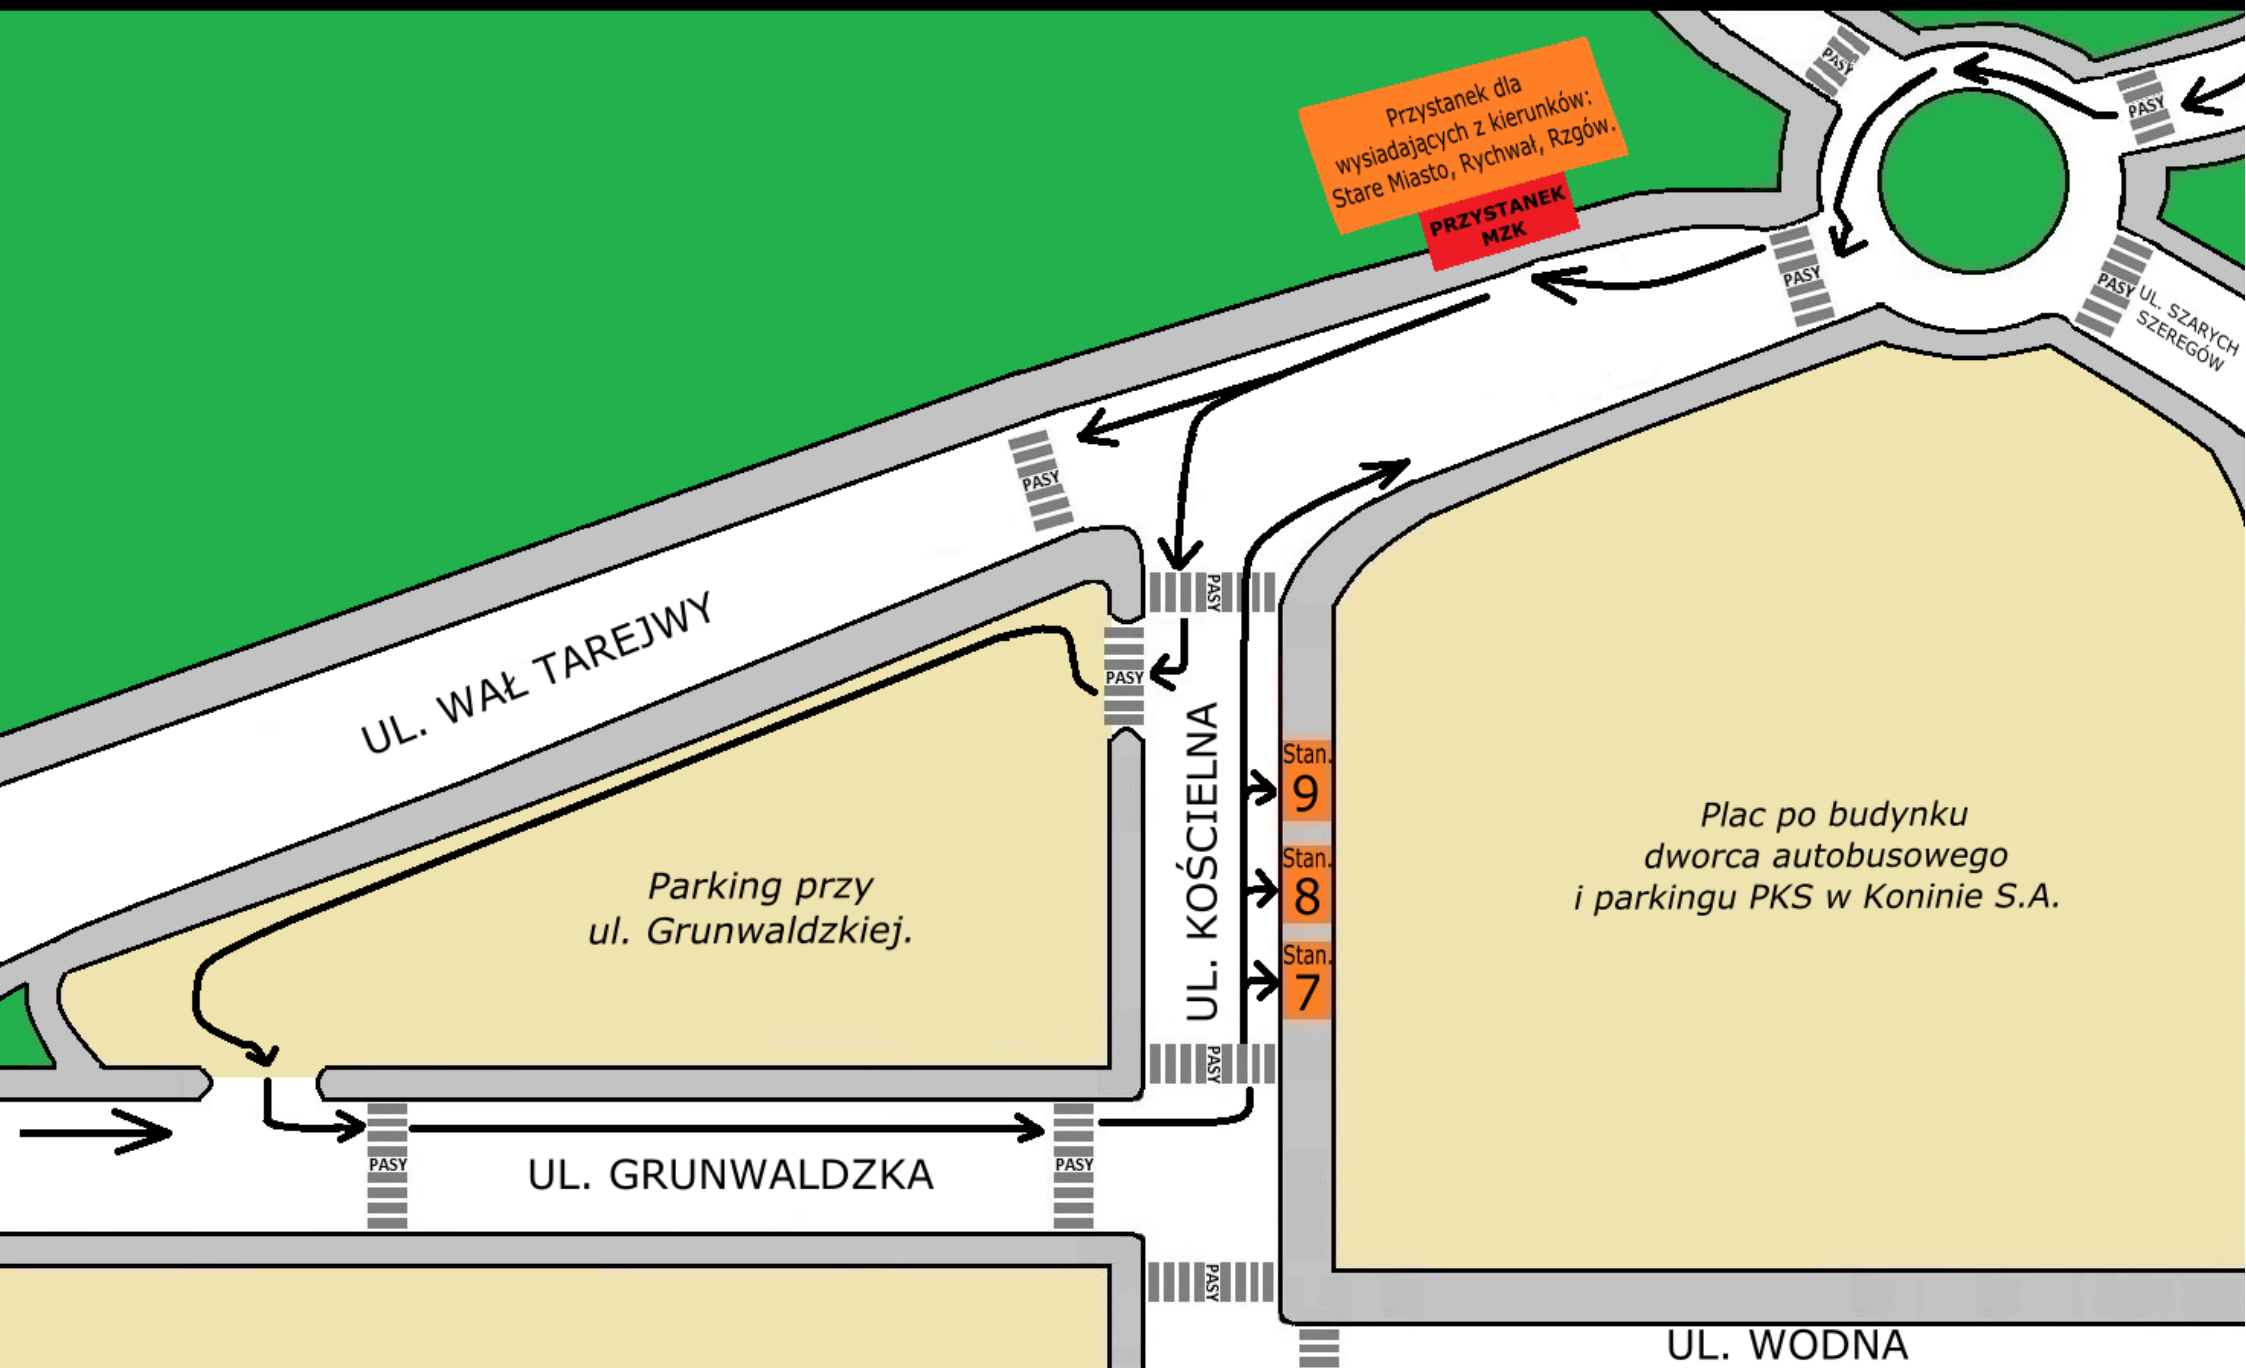 PASY
PASY
Przystanek dla
wysiadających z kierunków:
Stare Miasto, Rychwał, Rzgów.
PRZYSTANEK
MZK
PASY
PASY
UL. SZARYCH
SZEREGÓW
PASY
PASY
UL. WAŁ TAREJWY
PASY
UL. KOŚCIELNA
Stan.
9
Stan.
8
Stan.
7
Plac po budynku
dworca autobusowego
i parkingu PKS w Koninie S.A.
Parking przy
ul. Grunwaldzkiej.
PASY
PASY
PASY
UL. GRUNWALDZKA
PASY
UL. WODNA